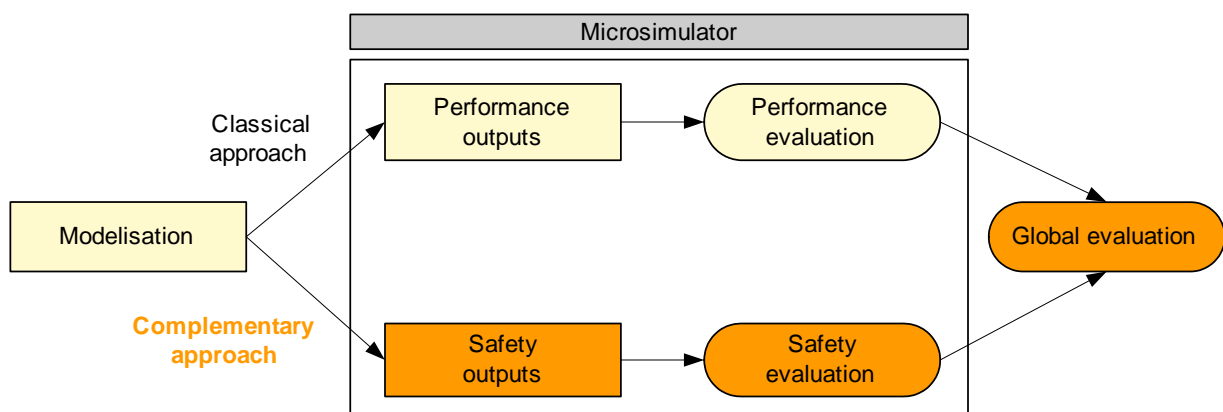 Microsimulator
Classical
approach
Performance
outputs
Performance
evaluation
Modelisation
Global evaluation
Complementary
approach
Safety
outputs
Safety
evaluation